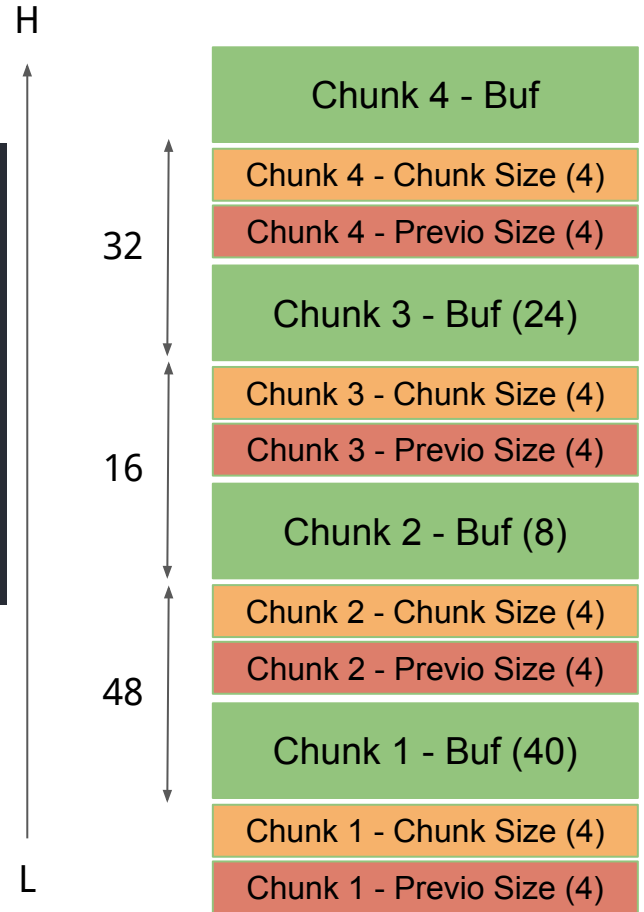 H
Chunk 4 - Buf
Chunk 4 - Chunk Size (4)
32
Chunk 4 - Previo Size (4)
Chunk 3 - Buf (24)
Chunk 3 - Chunk Size (4)
16
Chunk 3 - Previo Size (4)
Chunk 2 - Buf (8)
Chunk 2 - Chunk Size (4)
48
Chunk 2 - Previo Size (4)
Chunk 1 - Buf (40)
Chunk 1 - Chunk Size (4)
L
Chunk 1 - Previo Size (4)